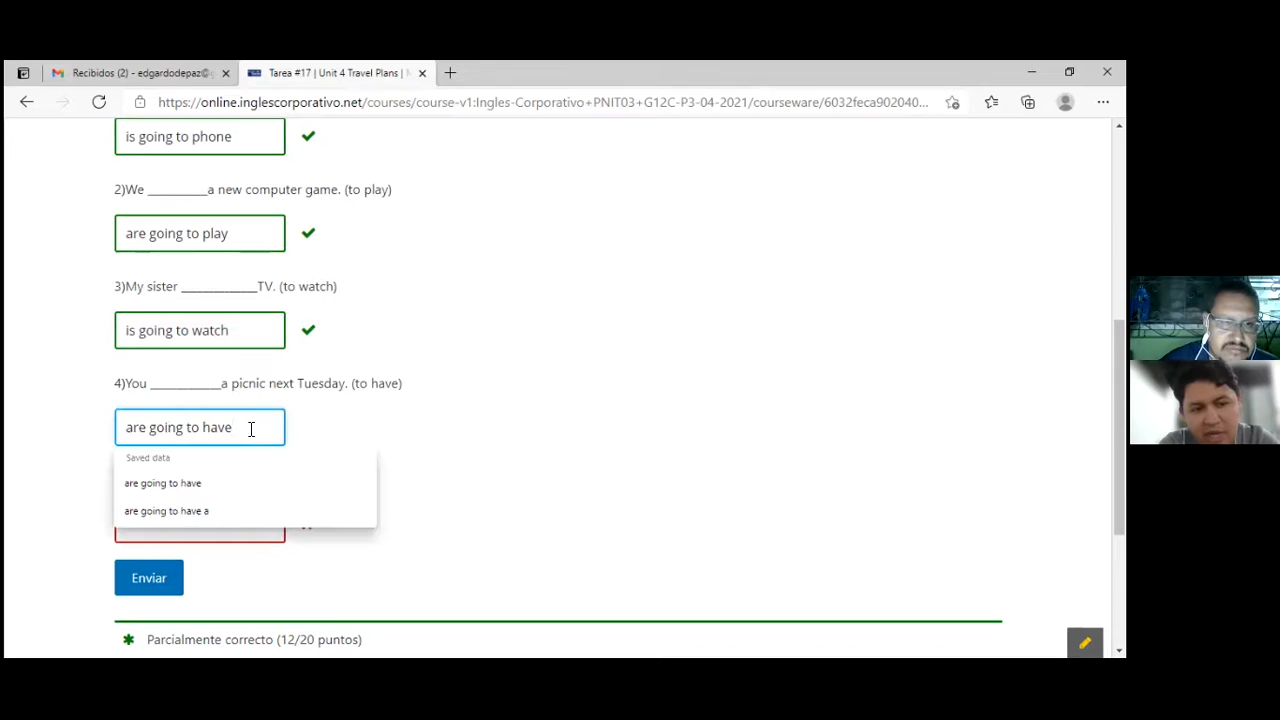 Recibidos (2) - edgardodepaz@g
Tarea #17 | Unit 4 Travel Plans |
https://online.inglescorporativo.net/courses/course-v1:Ingles-Corporativo+PNIT03+G12C-P3-04-2021/courseware/6032feca902040...
is going to phone
2)We __________a new computer game. (to play)
are going to play
3)My sister _____________TV. (to watch)
is going to watch
4)You ____________a picnic next Tuesday. (to have)
are going to have
Saved data
are going to have
are going to have a
Enviar
Parcialmente correcto (12/20 puntos)